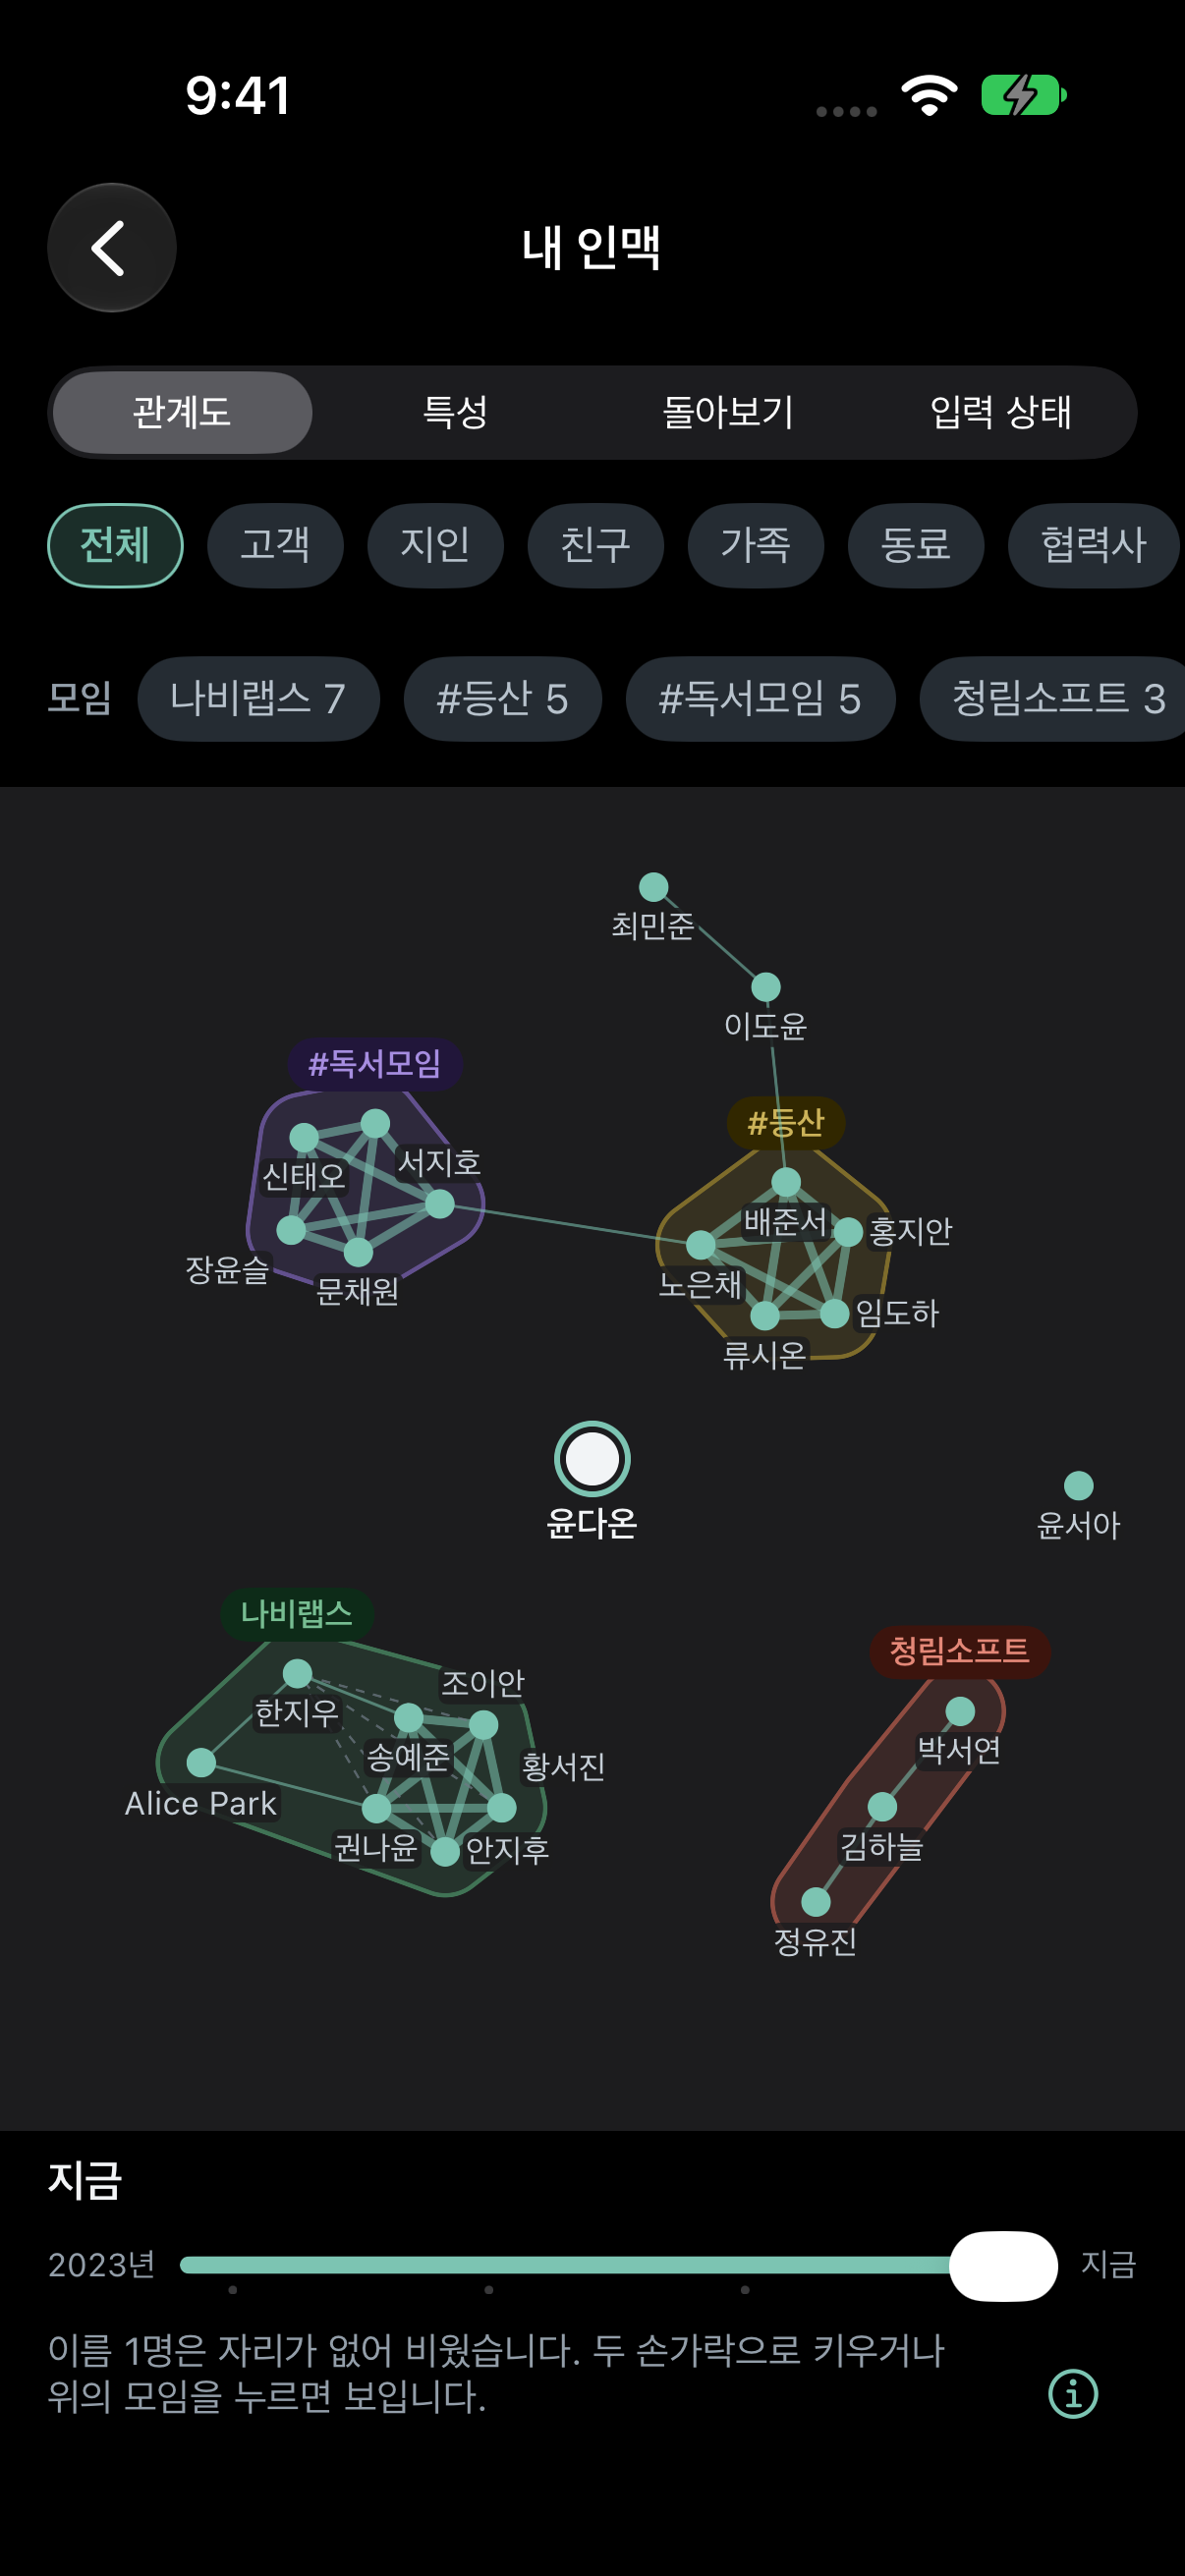 9:41
내 인맥
관계도 특성 돌아보기 입력 상태
전체 고객 지인 친구 가족 동료 협력사
모임 나비랩스 7 #등산 5 #독서모임 5 청림소프트 3
최민준
이도윤
#독서모임
#등산
신태오
서지호
배준서
홍지안
장윤슬
문채원
노은채
임도하
류시온
윤다온
윤서아
나비랩스
청림소프트
조이안
한지우
송예준
황서진
박서연
Alice Park
권나윤
안지후
김하늘
정유진
지금
2023년 지금
이름 1명은 자리가 없어 비웠습니다. 두 손가락으로 키우거나
위의 모임을 누르면 보입니다.